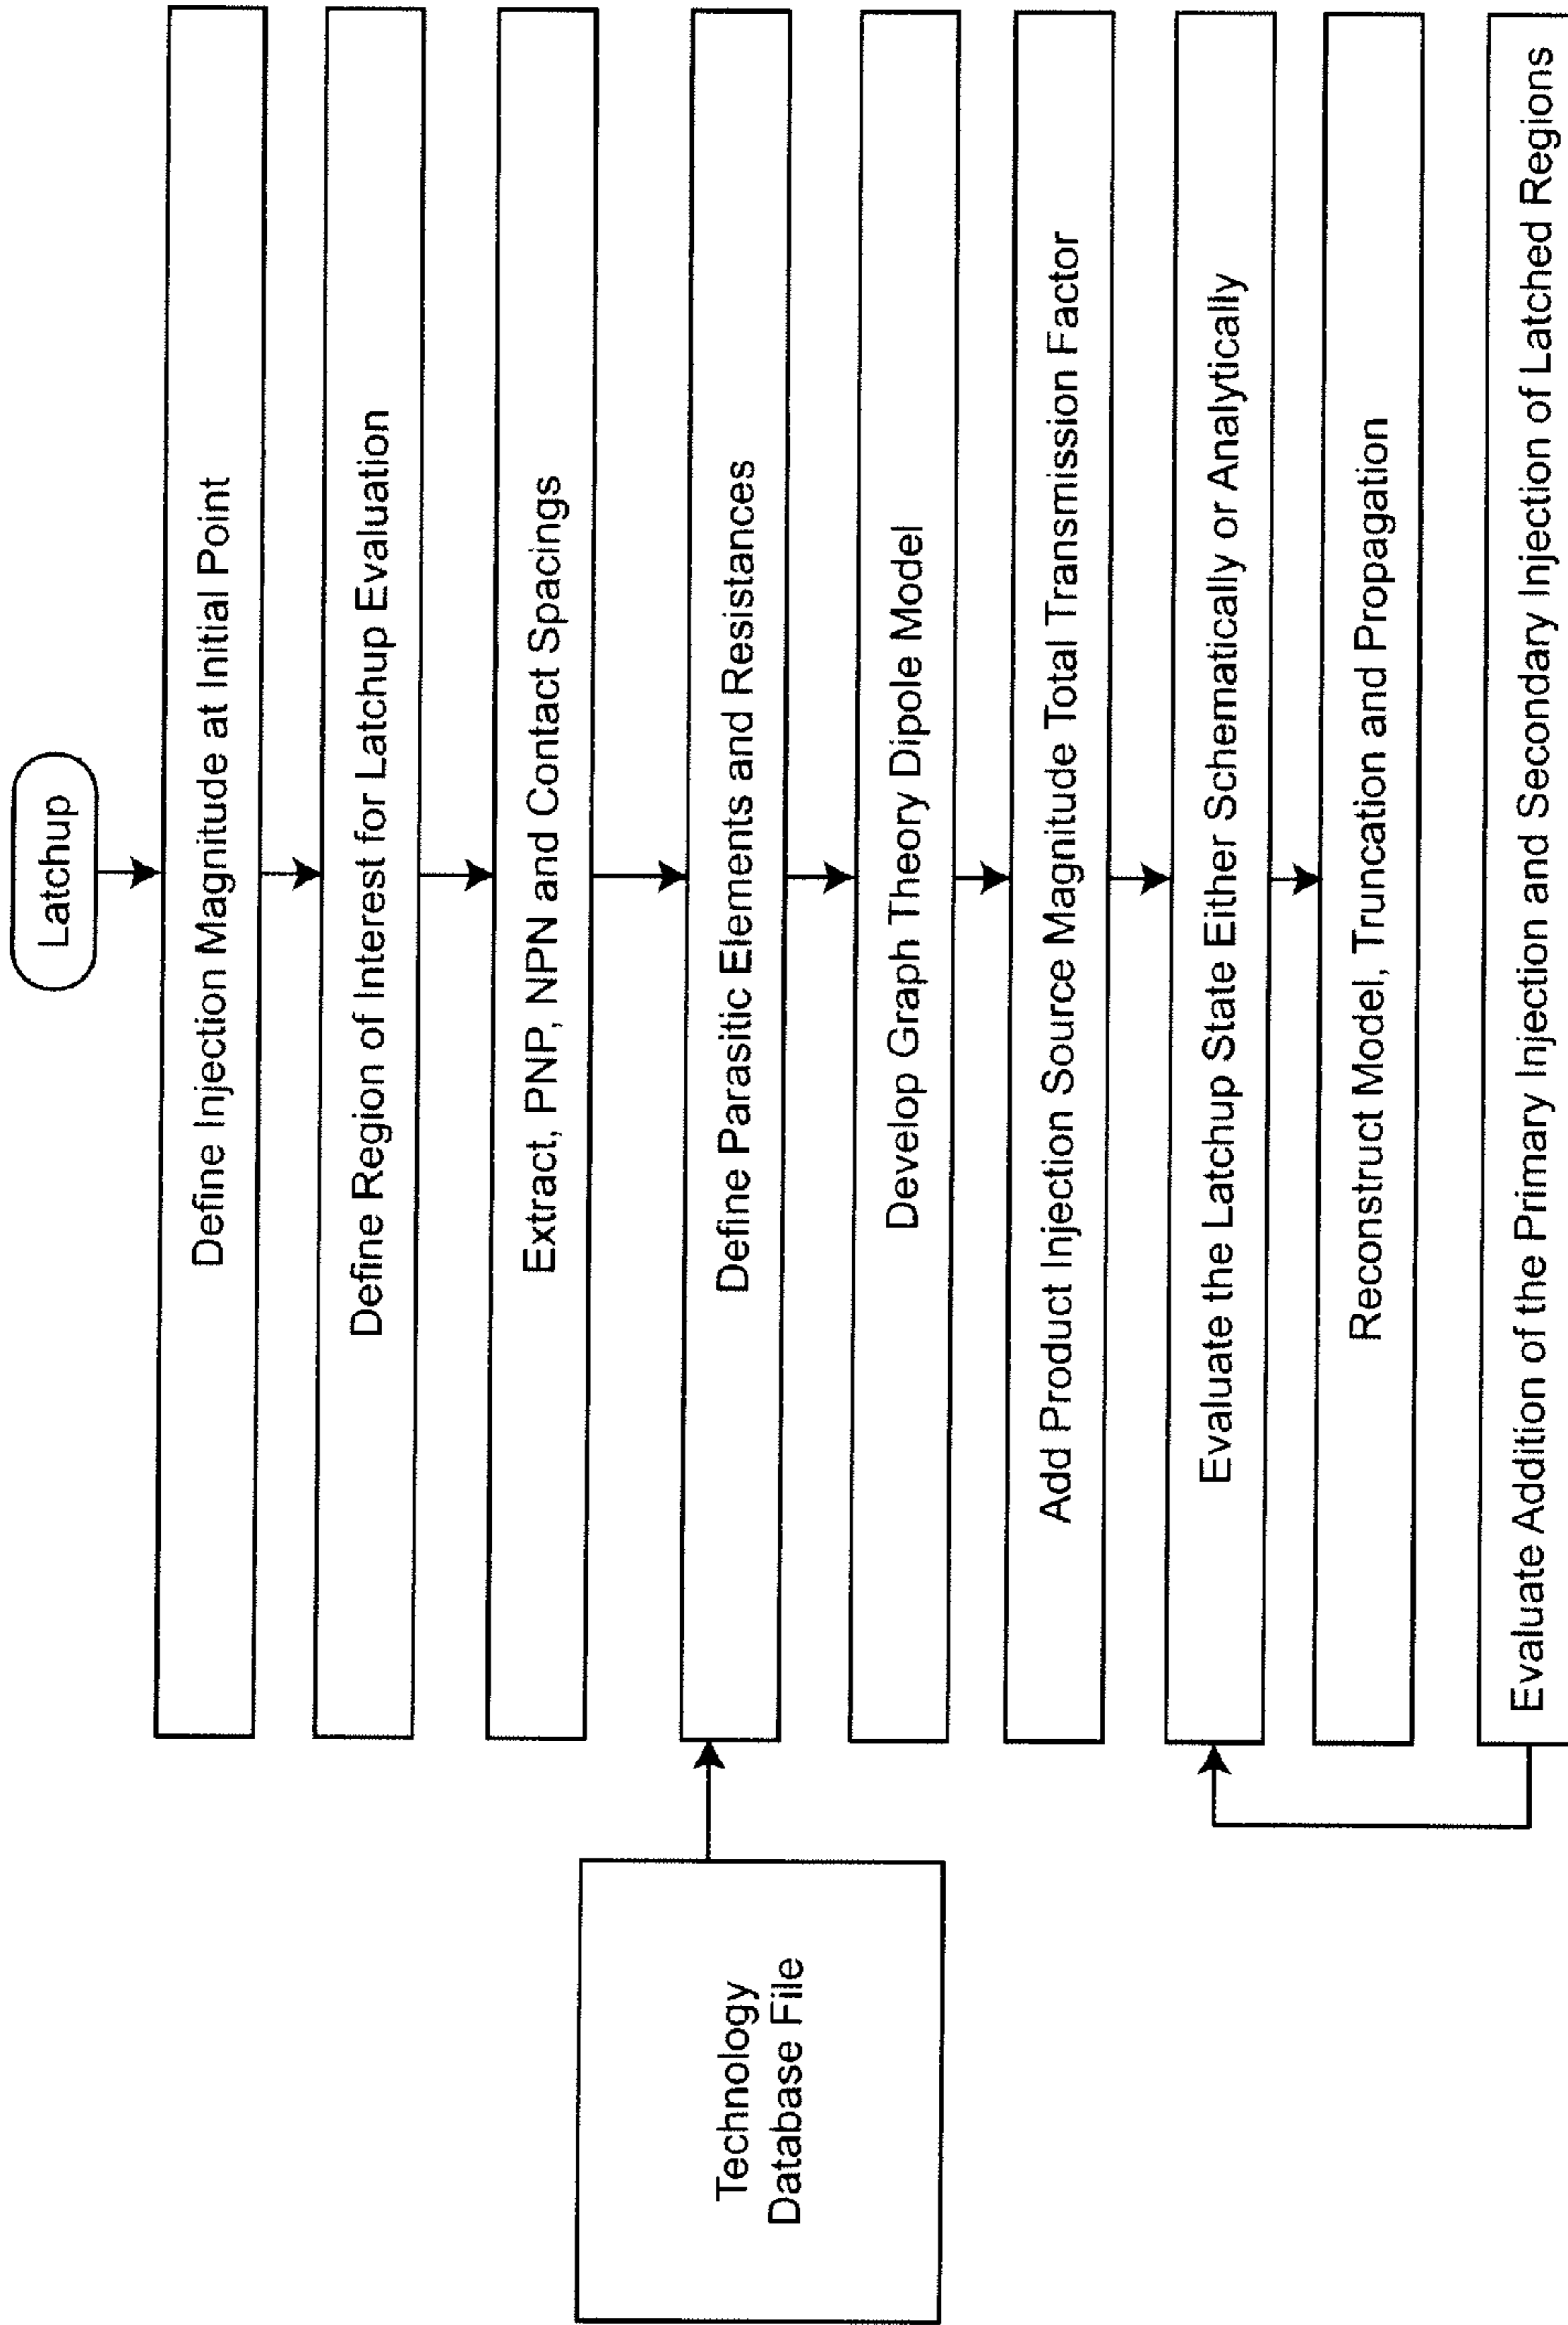 Latchup
Define Injection Magnitude at Initial Point
Define Region of Interest for Latchup Evaluation
Extract, PNP, NPN and Contact Spacings
Technology
Database File
Define Parasitic Elements and Resistances
Develop Graph Theory Dipole Model
Add Product Injection Source Magnitude Total Transmission Factor
Evaluate the Latchup State Either Schematically or Analytically
Reconstruct Model, Truncation and Propagation
Evaluate Addition of the Primary Injection and Secondary Injection of Latched Regions